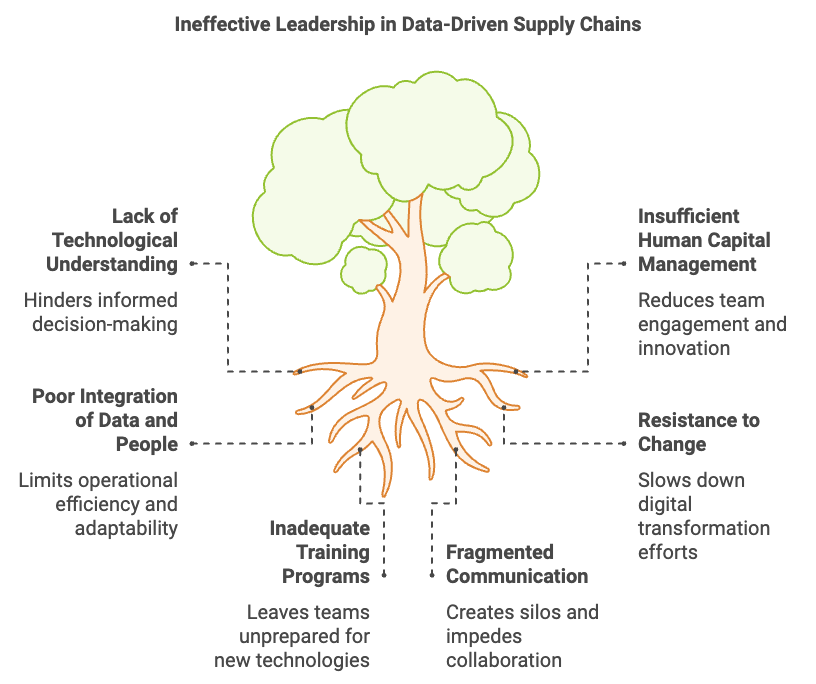 Ineffective Leadership in Data-Driven Supply Chains
Lack of
Technological
Understanding
Hinders informed
decision-making
Poor Integration
of Data and
People
Limits operational
efficiency and
adaptability
Inadequate
Training
Programs
Leaves teams
unprepared for
new technologies
Fragmented
Communication
Creates silos and
impedes
collaboration
Insufficient
Human Capital
Management
Reduces team
engagement and
innovation
Resistance to
Change
Slows down
digital
transformation
efforts